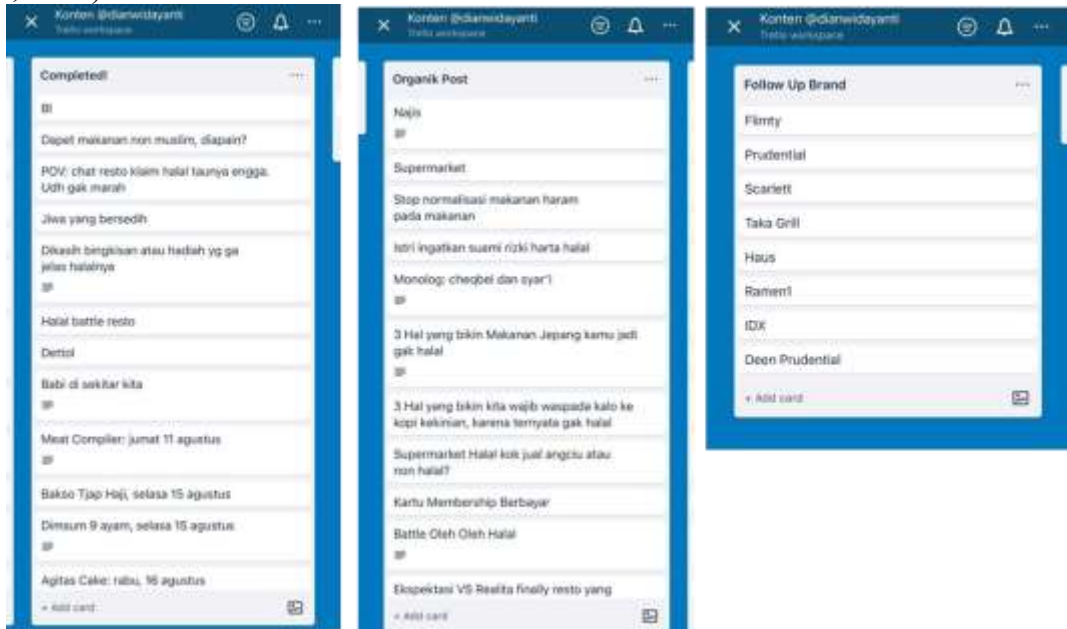 Konten @dianwidayanti
Trello workspace
Completed!
BI
Dapet makanan non muslim, diapain?
POV: chat resto klaim halal taunya engga.
Udh gak marah
Jiwa yang bersedih
Dikasih bingkisan atau hadiah yg ga
jelas halalnya
Halal battle resto
Dettol
Babi di sekitar kita
Meat Compiler: jumat 11 agustus
Bakso Tjap Haji, selasa 15 agustus
Dimsum 9 ayam, selasa 15 agustus
Agitas Cake: rabu, 16 agustus
+ Add card
Konten @dianwidayanti
Trello workspace
Organik Post
Najis
Supermarket
Stop normalisasi makanan haram
pada makanan
Istri ingatkan suami rizki harta halal
Monolog: cheqbel dan syar'i
3 Hal yang bikin Makanan Jepang kamu jadi
gak halal
3 Hal yang bikin kita wajib waspada kalo ke
kopi kekinian, karena ternyata gak halal
Supermarket Halal kok jual angciu atau
non halal?
Kartu Membership Berbayar
Battle Oleh Oleh Halal
Ekspektasi VS Realita finally resto yang
+ Add card
Konten @dianwidayanti
Trello workspace
Follow Up Brand
Flimty
Prudential
Scarlett
Taka Grill
Haus
Ramen1
IDX
Deen Prudential
+ Add card